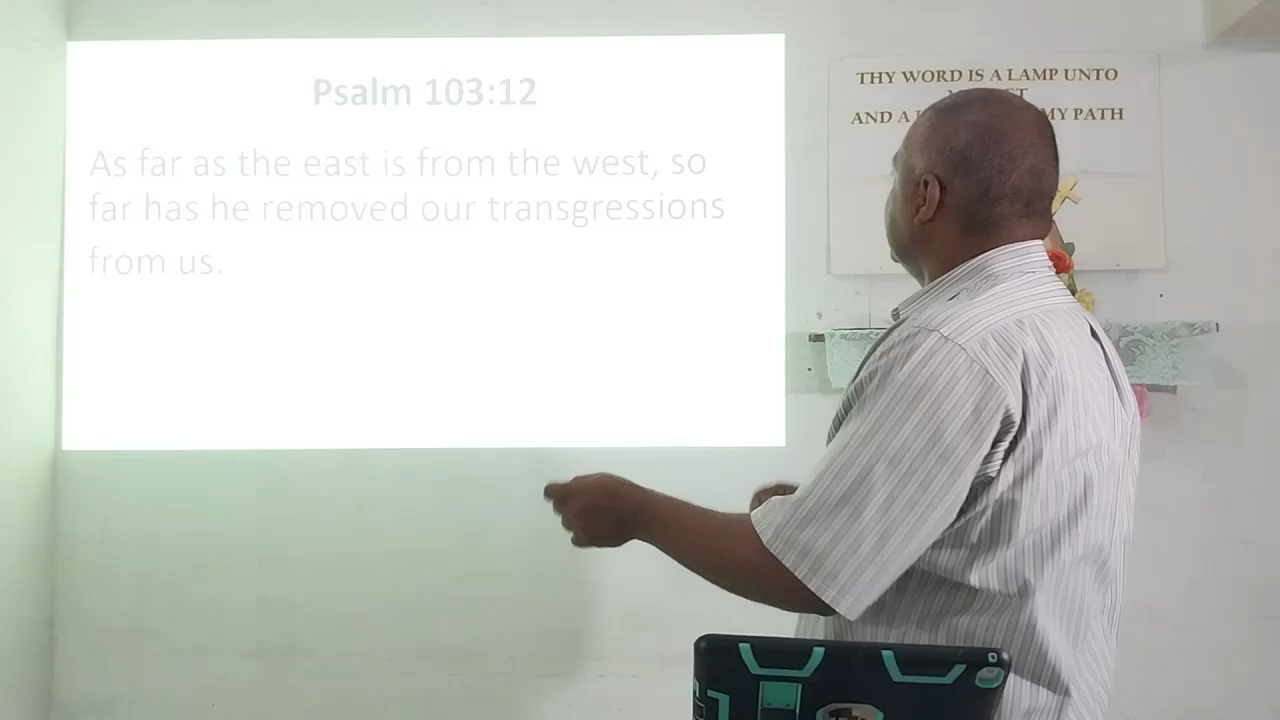 Psalm 103:12
As far as the east is from the west, so
far has he removed our transgressions
from us.
THY WORD IS A LAMP UNTO
AND A MY PATH